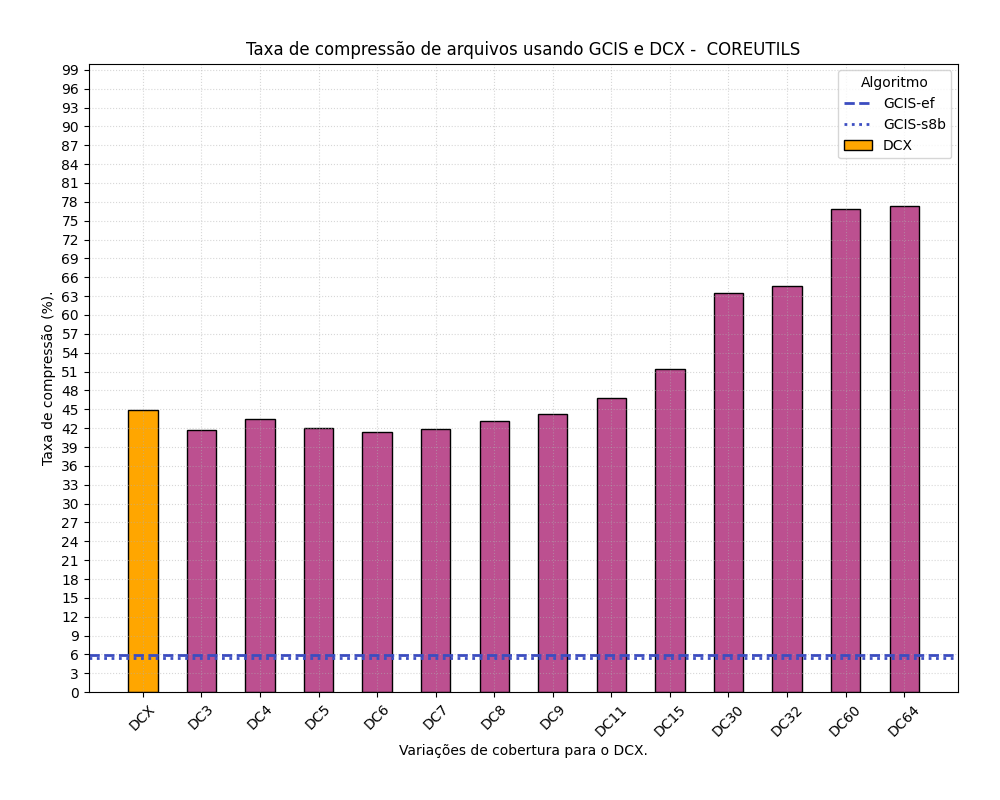 Taxa de compressão de arquivos usando GCIS e DCX -  COREUTILS
Algoritmo
GCIS-ef
GCIS-s8b
DCX
Taxa de compressão (%).
99
96
93
90
87
84
81
78
75
72
69
66
63
60
57
54
51
48
45
42
39
36
33
30
27
24
21
18
15
12
9
6
3
0
DCX
DC3
DC4
DC5
DC6
DC7
DC8
DC9
DC11
DC15
DC30
DC32
DC60
DC64
Variações de cobertura para o DCX.